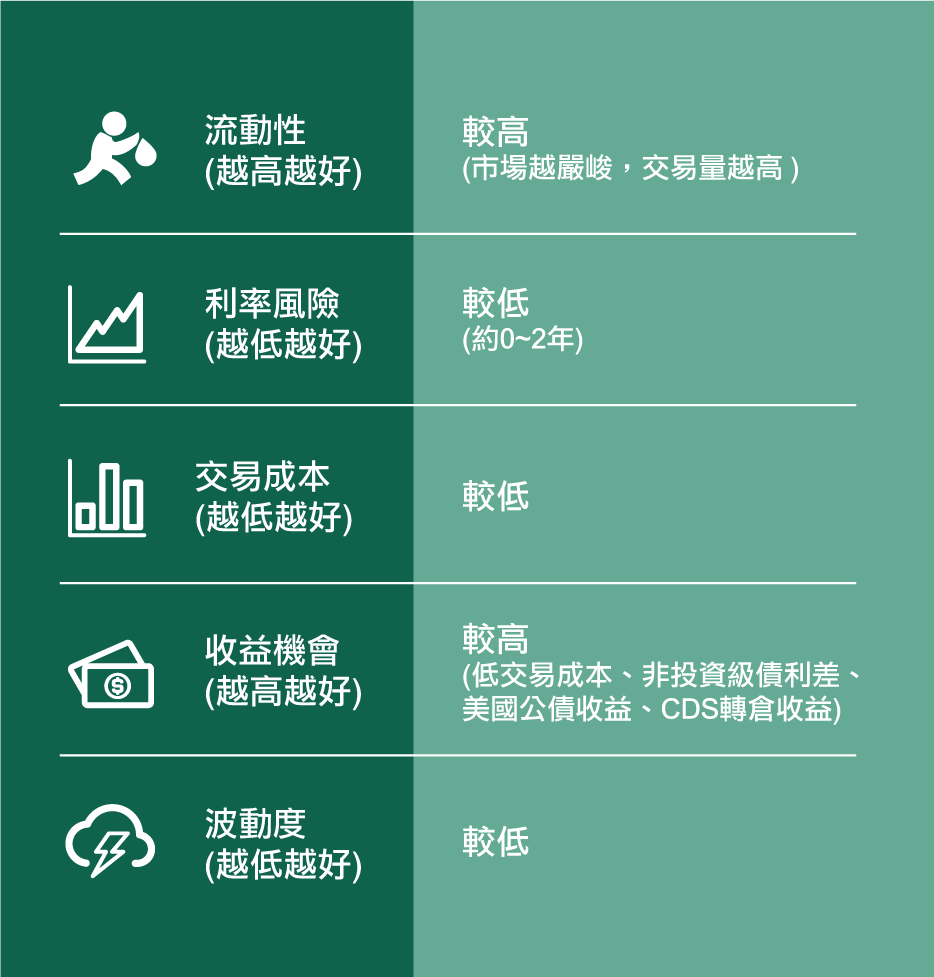 流動性
(越高越好)
較高
(市場越嚴峻，交易量越高 )
利率風險
(越低越好)
較低
(約0~2年)
交易成本
(越低越好)
較低
收益機會
(越高越好)
較高
(低交易成本、非投資級債利差、
美國公債收益、CDS轉倉收益)
波動度
(越低越好)
較低